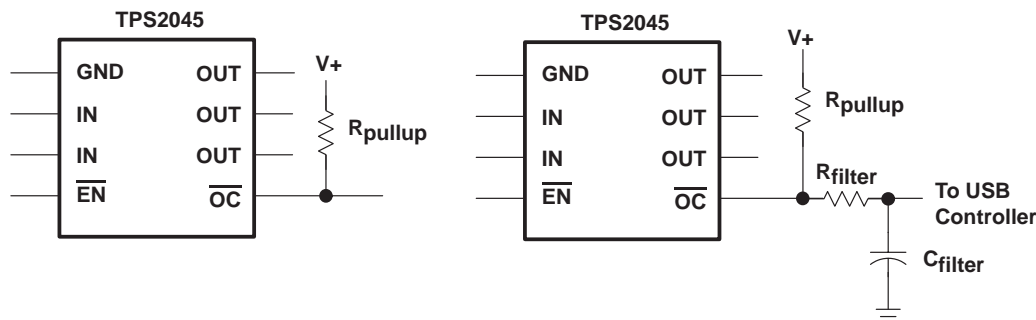 TPS2045
GND OUT
IN OUT
IN OUT
EN OC
V+
Rpullup
TPS2045
GND OUT
IN OUT
IN OUT
EN OC
V+
Rpullup
Rfilter
To USB
Controller
Cfilter